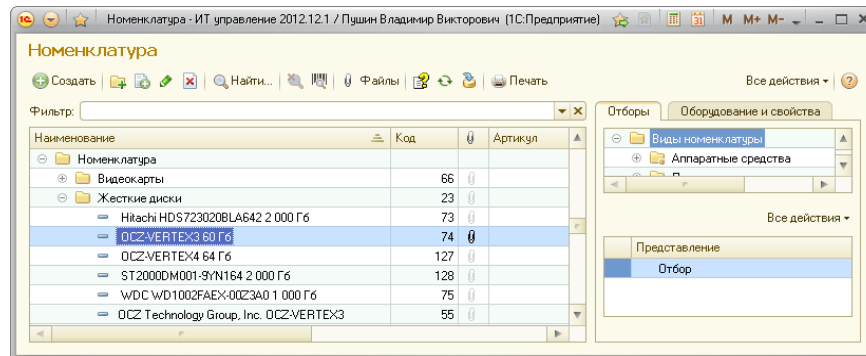 Номенклатура - ИТ управление 2012.12.1 / Пушин Владимир Викторович (1С:Предприятие) M M+ M-
Номенклатура
Создать Найти... Файлы Печать Все действия
Фильтр:
Наименование Код Артикул
Номенклатура
Видеокарты 66
Жесткие диски 23
Hitachi HDS723020BLA642 2 000 Гб 73
OCZ-VERTEX3 60 Гб 74
OCZ-VERTEX4 64 Гб 127
ST2000DM001-9YN164 2 000 Гб 128
WDC WD1002FAEX-00Z3A0 1 000 Гб 75
OCZ Technology Group, Inc. OCZ-VERTEX3 55
Отборы Оборудование и свойства
Виды номенклатуры
Аппаратные средства
Все действия
Представление
Отбор